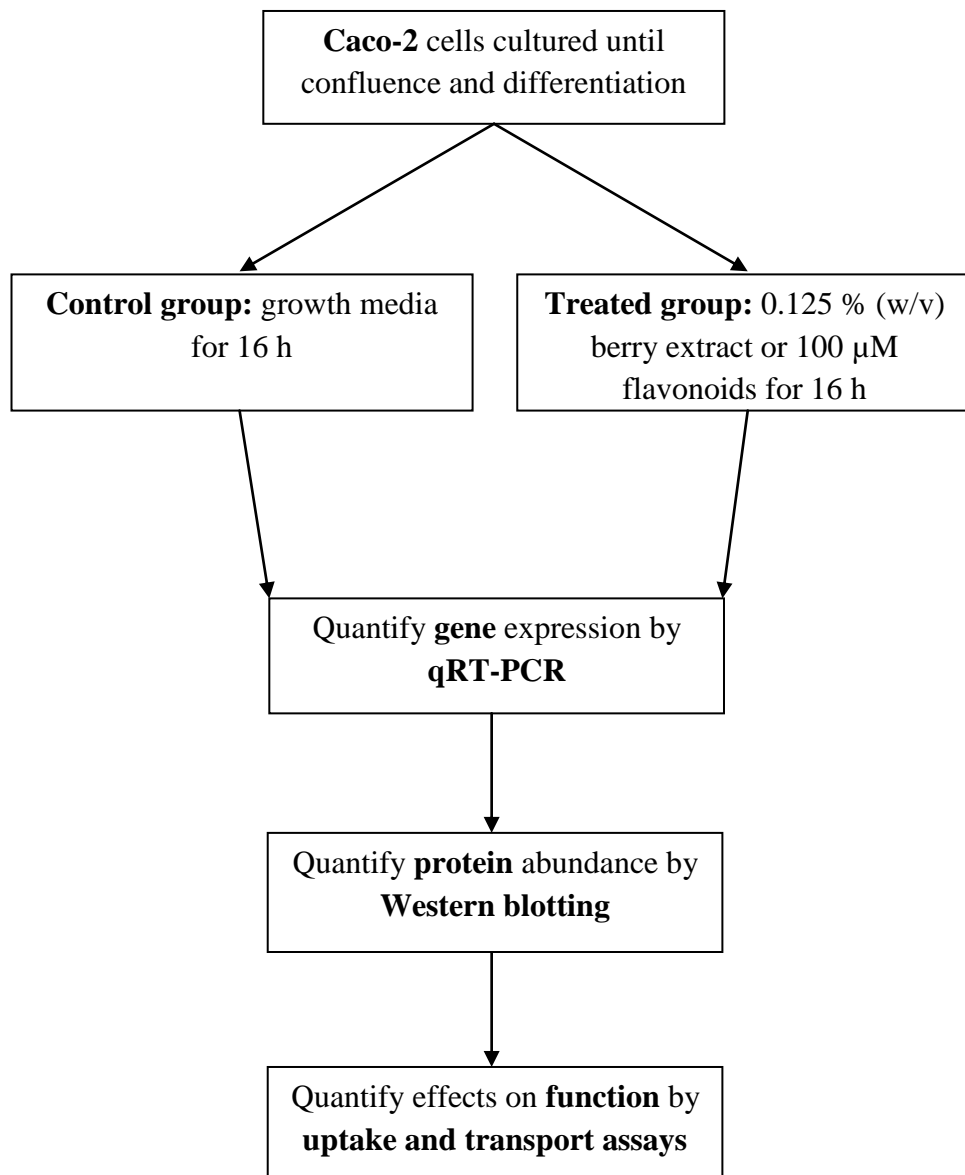 Caco-2 cells cultured until
confluence and differentiation
Control group: growth media
for 16 h
Treated group: 0.125 % (w/v)
berry extract or 100 µM
flavonoids for 16 h
Quantify gene expression by
qRT-PCR
Quantify protein abundance by
Western blotting
Quantify effects on function by
uptake and transport assays